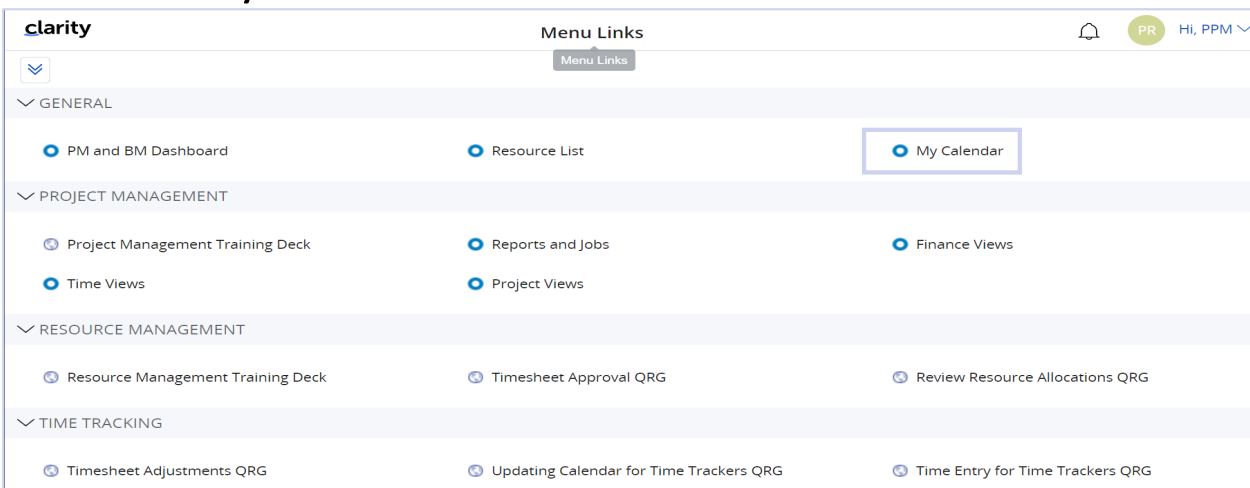 clarity
Menu Links
PR
Hi, PPM
Menu Links
GENERAL
PM and BM Dashboard
Resource List
My Calendar
PROJECT MANAGEMENT
Project Management Training Deck
Reports and Jobs
Finance Views
Time Views
Project Views
RESOURCE MANAGEMENT
Resource Management Training Deck
Timesheet Approval QRG
Review Resource Allocations QRG
TIME TRACKING
Timesheet Adjustments QRG
Updating Calendar for Time Trackers QRG
Time Entry for Time Trackers QRG